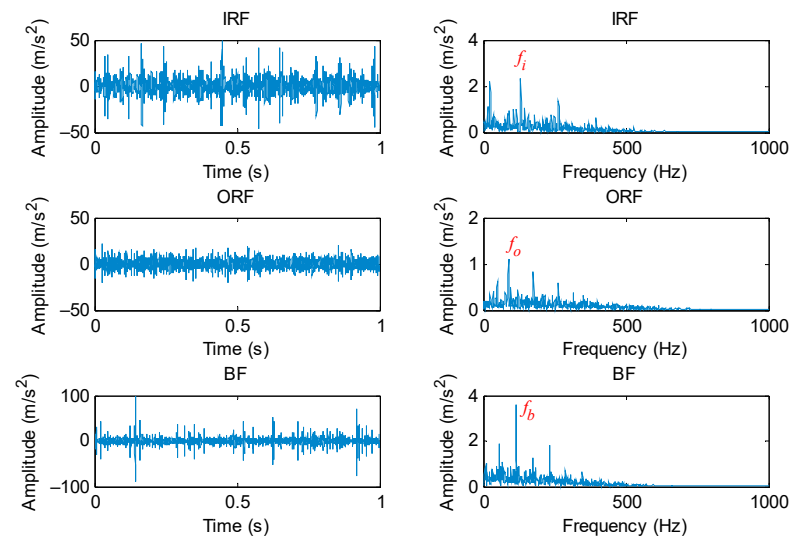 IRF
Amplitude (m/s²)
50
0
–50
0
0.5
1
Time (s)
IRF
Amplitude (m/s²)
4
2
0
f_i
0
500
1000
Frequency (Hz)
ORF
Amplitude (m/s²)
50
0
–50
0
0.5
1
Time (s)
ORF
Amplitude (m/s²)
2
1
0
f_o
0
500
1000
Frequency (Hz)
BF
Amplitude (m/s²)
100
0
–100
0
0.5
1
Time (s)
BF
Amplitude (m/s²)
4
2
0
f_b
0
500
1000
Frequency (Hz)